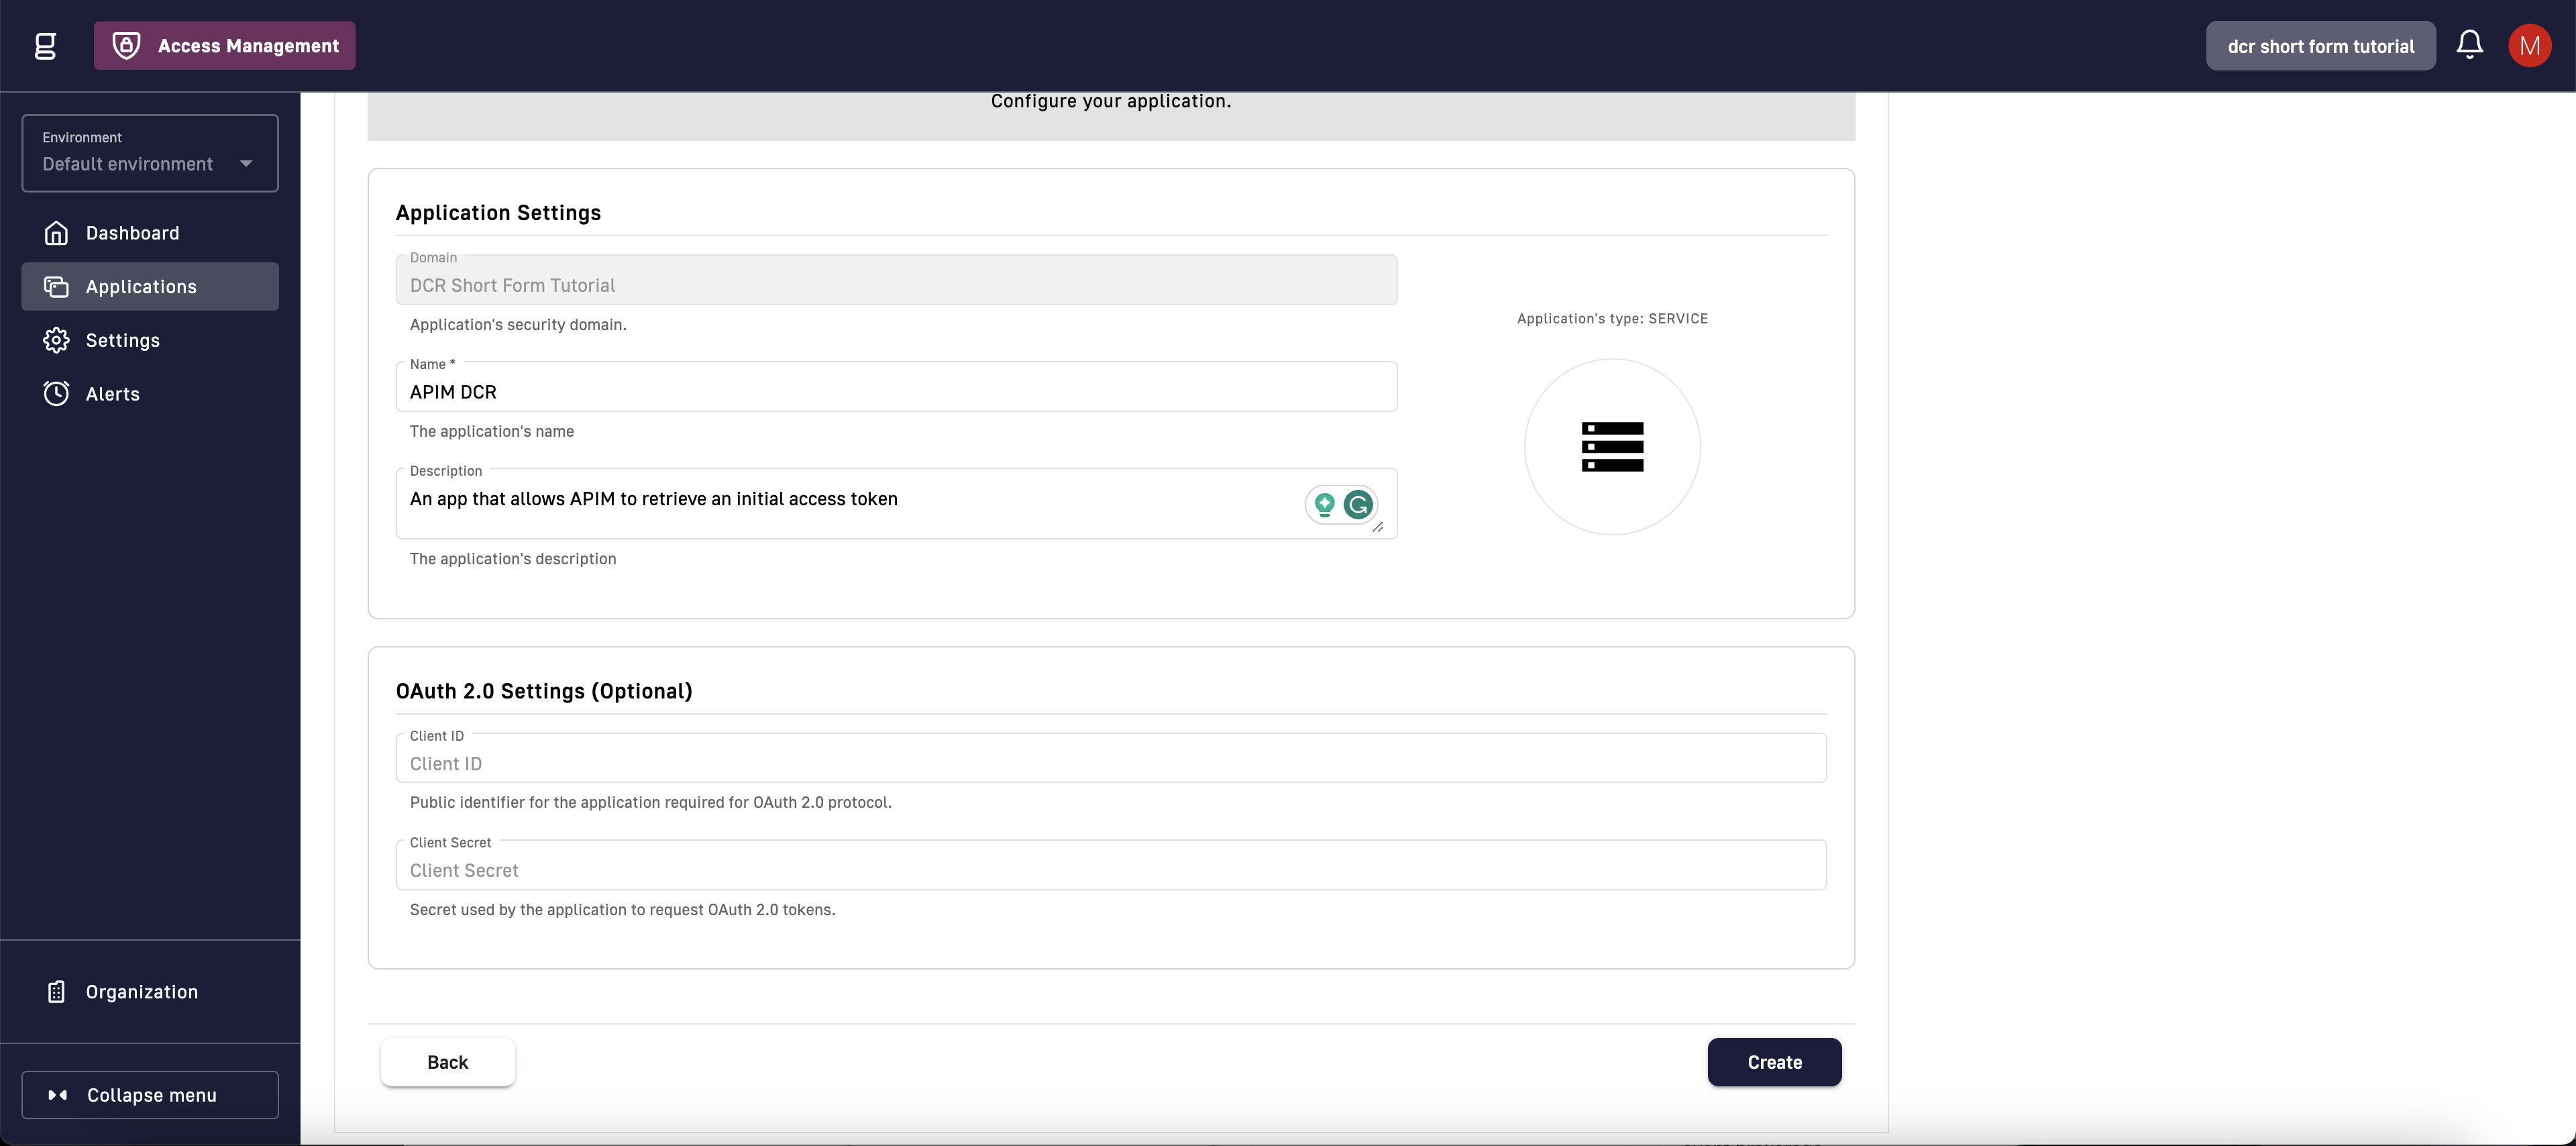 Access Management
dcr short form tutorial
M
Environment
Default environment
Dashboard
Applications
Settings
Alerts
Organization
Collapse menu
Configure your application.
Application Settings
Domain
DCR Short Form Tutorial
Application's security domain.
Name *
APIM DCR
The application's name
Description
An app that allows APIM to retrieve an initial access token
The application's description
Application's type: SERVICE
OAuth 2.0 Settings (Optional)
Client ID
Client ID
Public identifier for the application required for OAuth 2.0 protocol.
Client Secret
Client Secret
Secret used by the application to request OAuth 2.0 tokens.
Back
Create